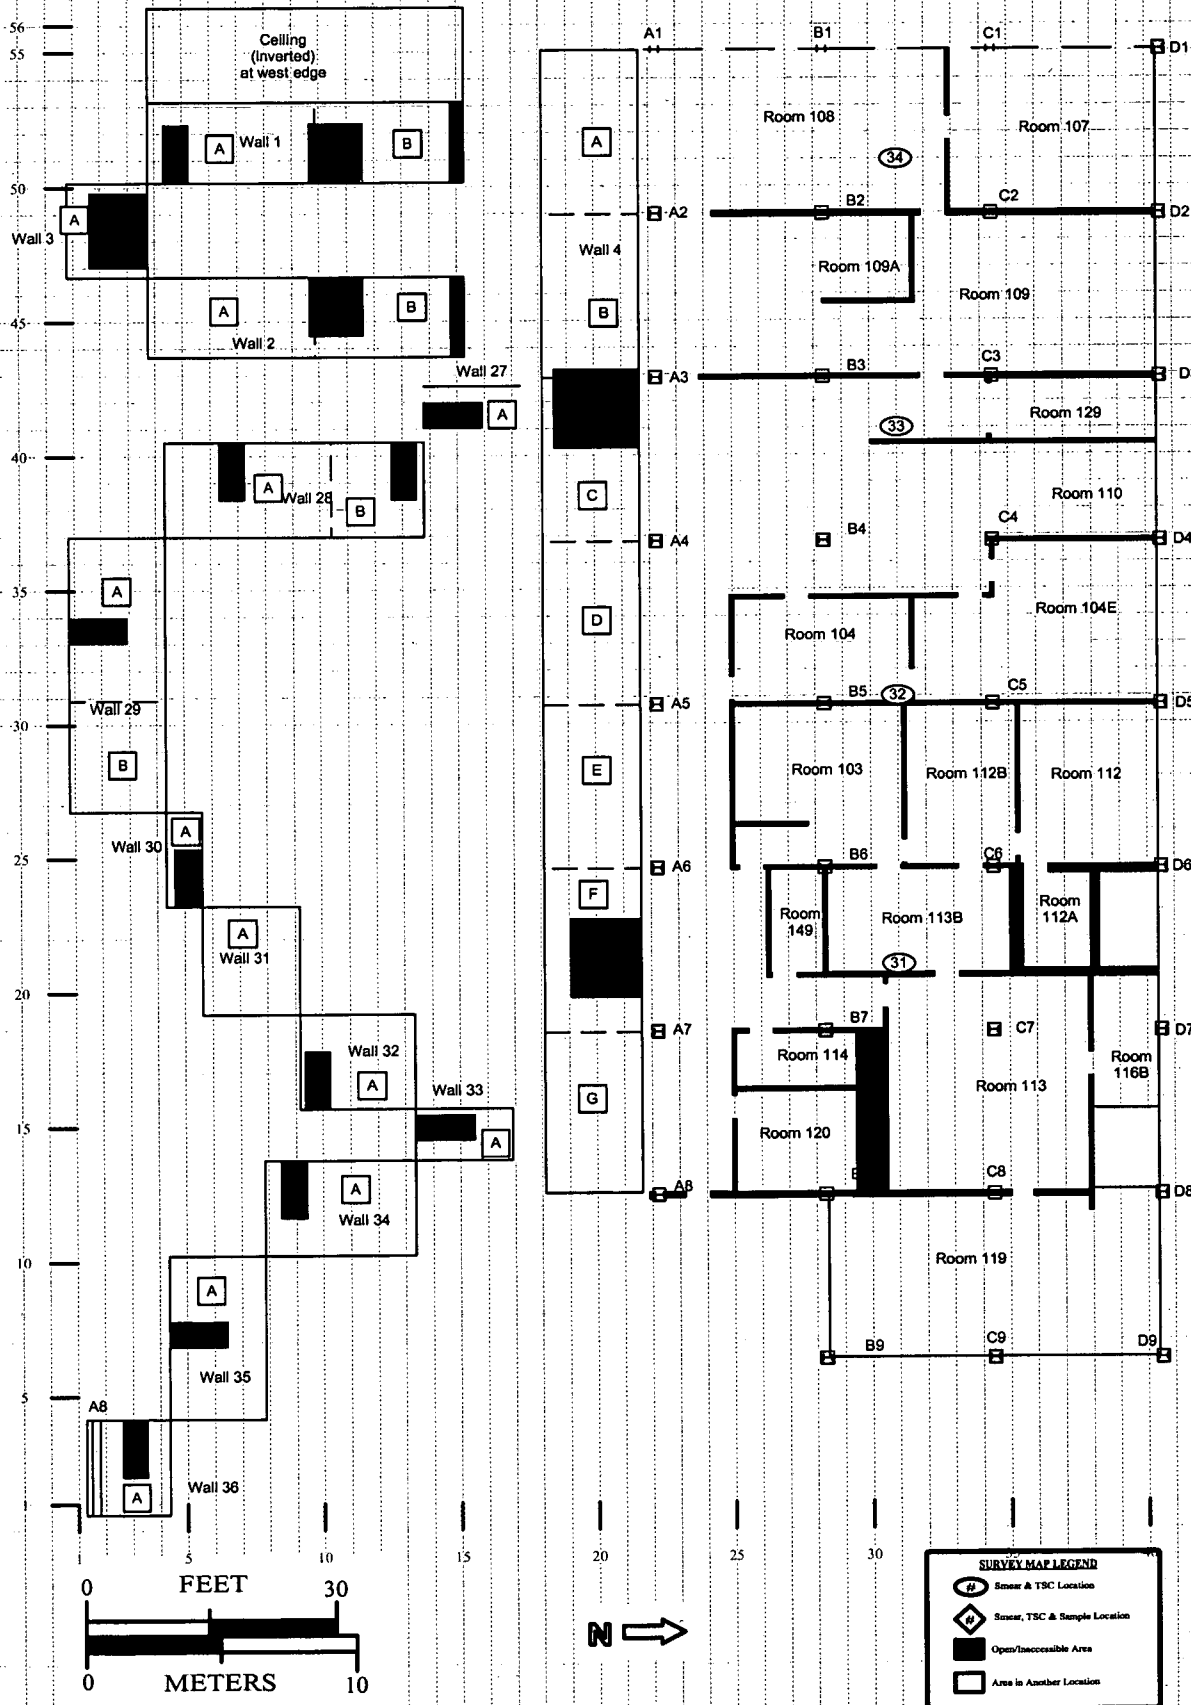 56
55
50
45
40
35
30
25
20
15
10
5
1
Ceiling
(Inverted)
at west edge
A
Wall 1
B
A
Wall 3
A
Wall 2
B
Wall 27
A
A
Wall 28
B
A
Wall 29
B
A
Wall 30
A
Wall 31
Wall 32
A
Wall 33
A
A
Wall 34
A
Wall 35
A8
A
Wall 36
A
Wall 4
B
C
D
E
F
G
A1
B1
C1
D1
Room 108
Room 107
34
A2
B2
C2
D2
Room 109A
Room 109
A3
B3
C3
Room 129
33
Room 110
A4
B4
C4
D4
Room 104
Room 104E
A5
B5
32
C5
D5
Room 103
Room 112B
Room 112
A6
B6
C6
D6
Room
149
Room 113B
Room
112A
31
A7
B7
C7
D7
Room 114
Room 113
Room
116B
Room 120
A8
C8
D8
Room 119
B9
C9
D9
1
5
10
15
20
25
30
35
0
FEET
30
0
METERS
10
N
SURVEY MAP LEGEND
# Smear & TSC Location
# Smear, TSC & Sample Location
Open/Inaccessible Area
Area in Another Location